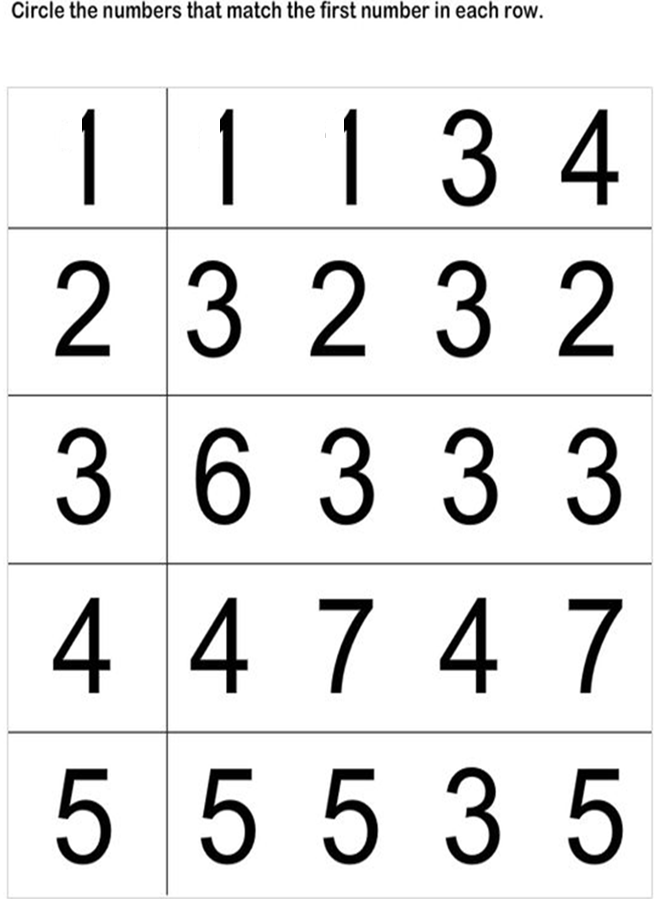 Circle the numbers that match the first number in each row.
1 1 1 3 4
2 3 2 3 2
3 6 3 3 3
4 4 7 4 7
5 5 5 3 5